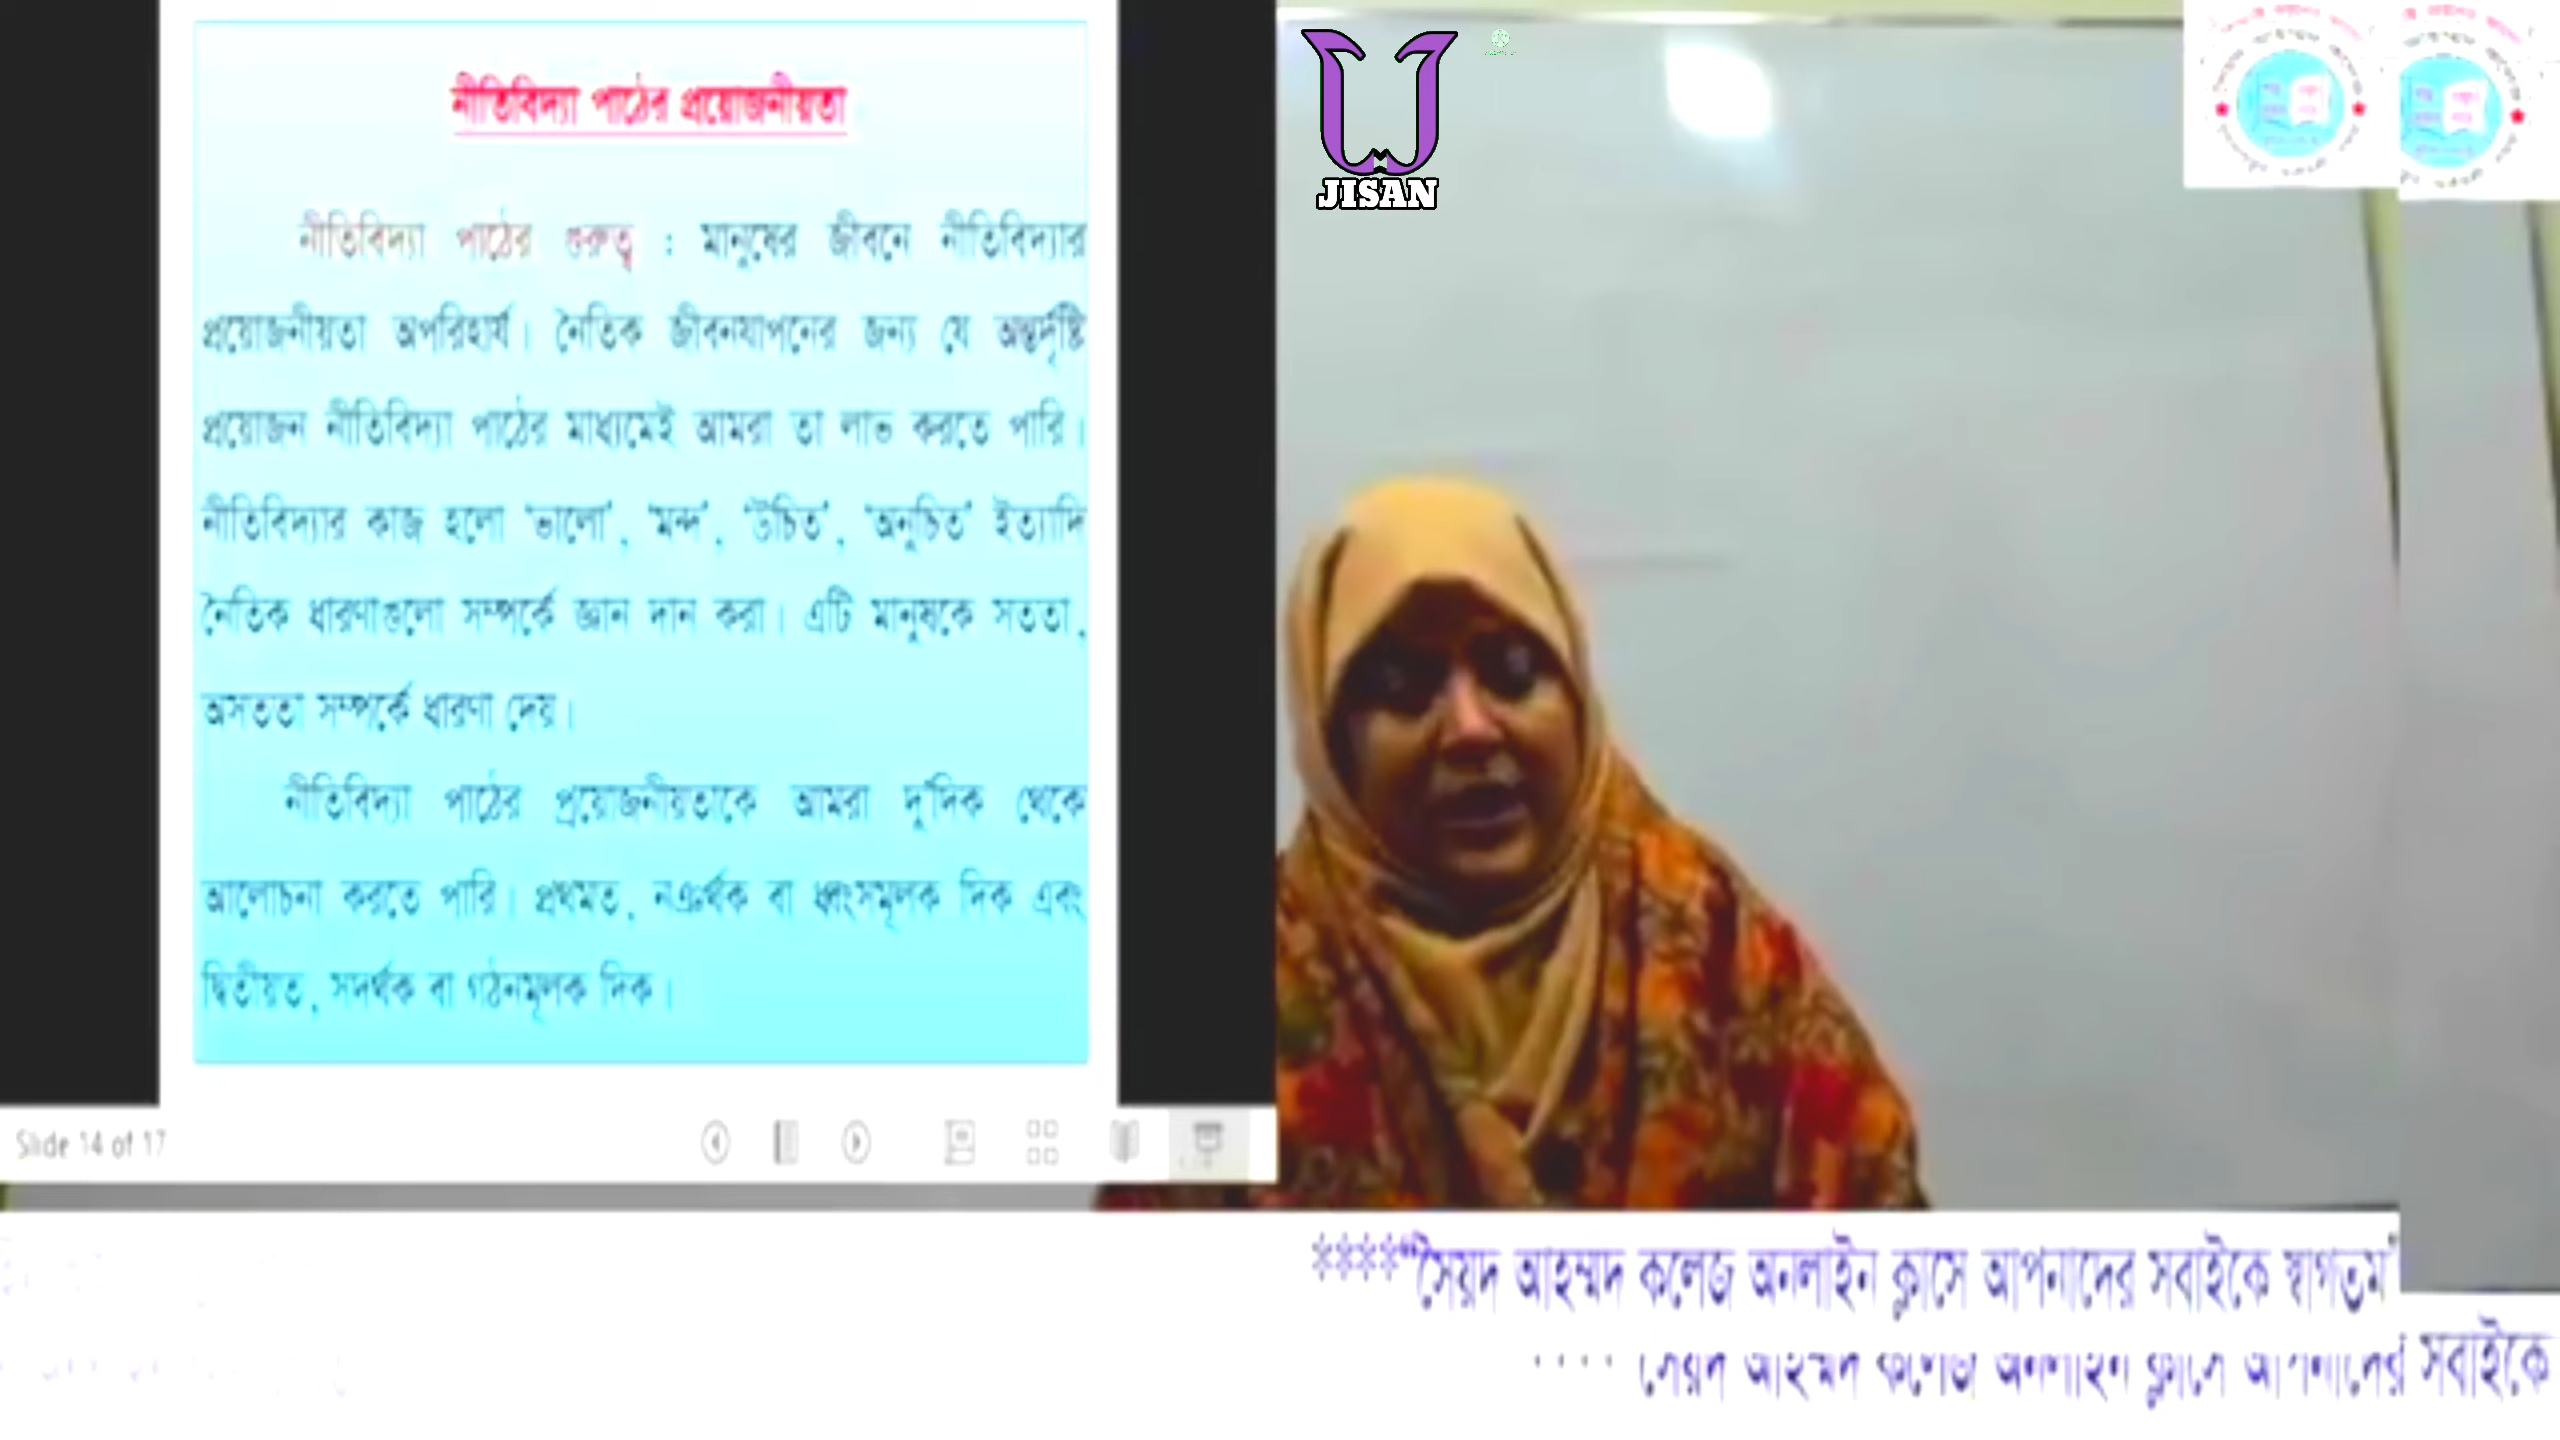 নীতিবিদ্যা পাঠের প্রয়োজনীয়তা
নীতিবিদ্যা পাঠের গুরুত্ব : মানুষের জীবনে নীতিবিদ্যার
প্রয়োজনীয়তা অপরিহার্য। নৈতিক জীবনযাপনের জন্য যে অন্তর্দৃষ্টি
প্রয়োজন নীতিবিদ্যা পাঠের মাধ্যমেই আমরা তা লাভ করতে পারি।
নীতিবিদ্যার কাজ হলো 'ভালো', 'মন্দ', 'উচিত', 'অনুচিত' ইত্যাদি
নৈতিক ধারণাগুলো সম্পর্কে জ্ঞান দান করা। এটি মানুষকে সততা,
অসততা সম্পর্কে ধারণা দেয়।
নীতিবিদ্যা পাঠের প্রয়োজনীয়তাকে আমরা দু'দিক থেকে
আলোচনা করতে পারি। প্রথমত, নঞর্থক বা ধ্বংসমূলক দিক এবং
দ্বিতীয়ত, সদর্থক বা গঠনমূলক দিক।
Slide 14 of 17
JISAN
****"সৈয়দ আহম্মদ কলেজ অনলাইন ক্লাসে আপনাদের সবাইকে স্বাগতম"
সৈয়দ আহম্মদ কলেজ অনলাইন ক্লাসে আপনাদের সবাইকে